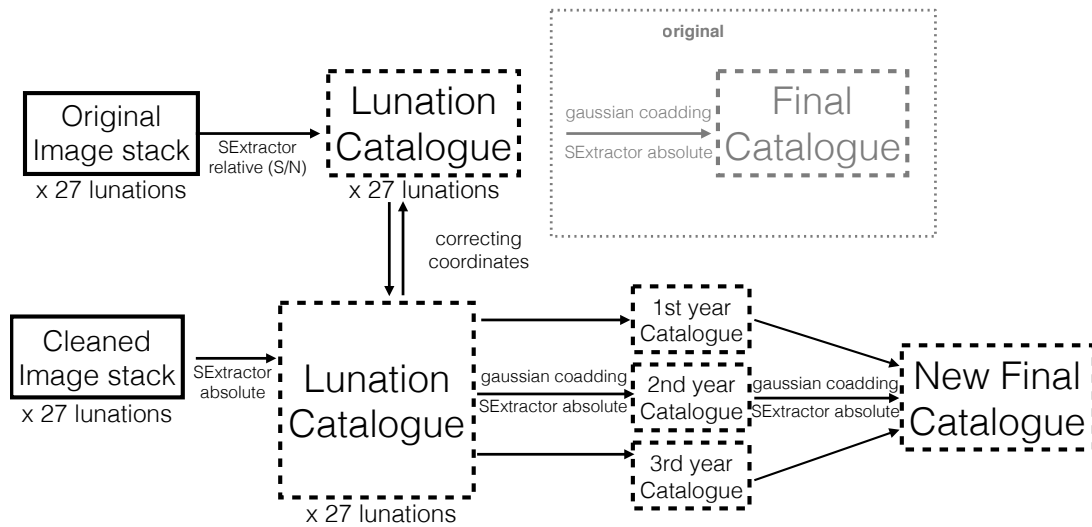 original
Original
Image stack
x 27 lunations
SExtractor
relative (S/N)
Lunation
Catalogue
x 27 lunations
gaussian coadding
SExtractor absolute
Final
Catalogue
correcting
coordinates
Cleaned
Image stack
x 27 lunations
SExtractor
absolute
Lunation
Catalogue
x 27 lunations
gaussian coadding
SExtractor absolute
1st year
Catalogue
2nd year
Catalogue
3rd year
Catalogue
gaussian coadding
SExtractor absolute
New Final
Catalogue